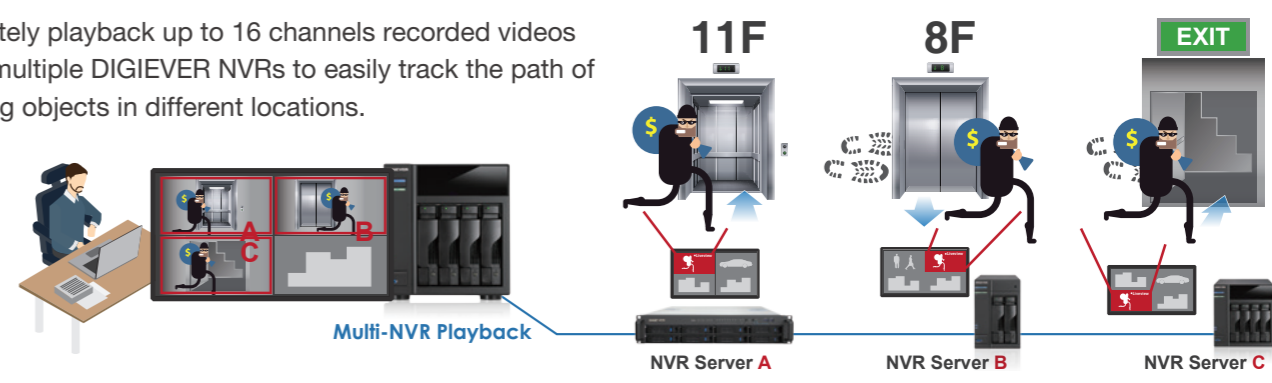 tely playback up to 16 channels recorded videos
multiple DIGIEVER NVRs to easily track the path of
g objects in different locations.
11F
8F
EXIT
$
$
$
$
$
$
A
B
C
Multi-NVR Playback
NVR Server A
NVR Server B
NVR Server C